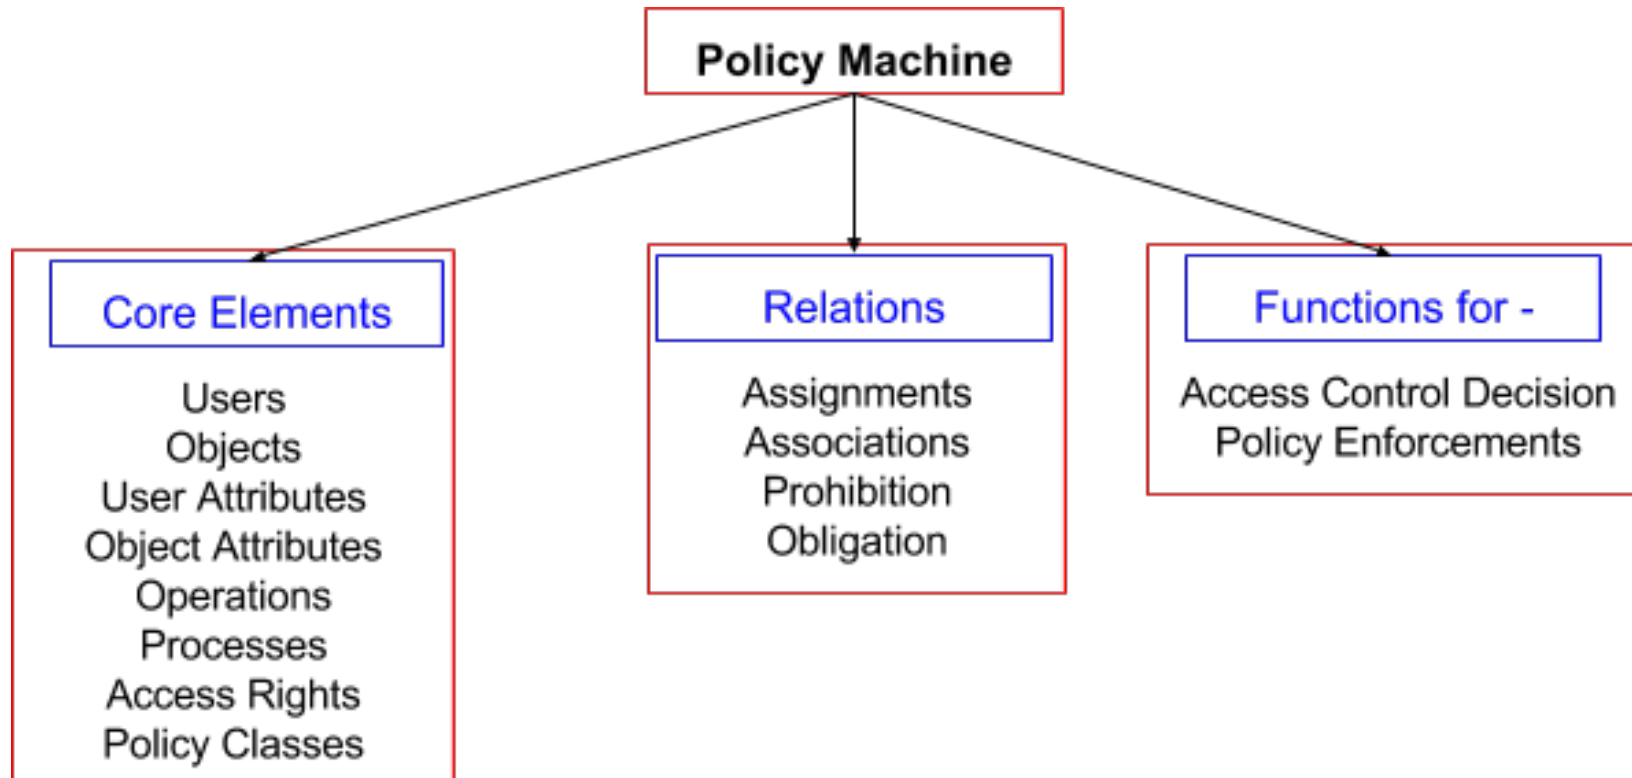 Policy Machine
Core Elements
Users
Objects
User Attributes
Object Attributes
Operations
Processes
Access Rights
Policy Classes
Relations
Assignments
Associations
Prohibition
Obligation
Functions for -
Access Control Decision
Policy Enforcements